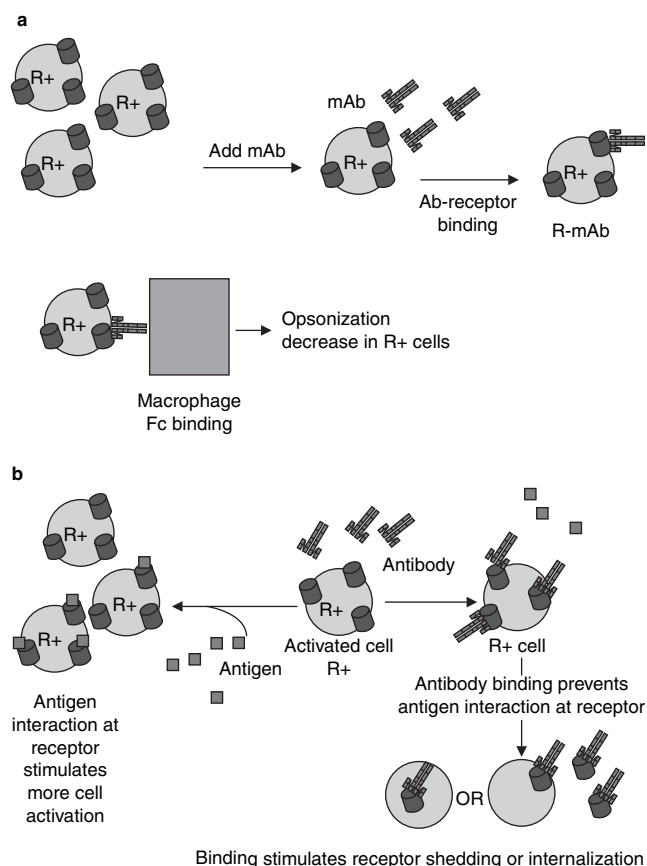 a
R+
R+
R+
Add mAb
mAb
R+
Ab-receptor
binding
R+
R-mAb
R+
Macrophage
Fc binding
Opsonization
decrease in R+ cells
b
R+
R+
R+
Antigen
interaction at
receptor
stimulates
more cell
activation
Antigen
R+
Activated cell
R+
Antibody
R+ cell
Antibody binding prevents
antigen interaction at receptor
OR
Binding stimulates receptor shedding or internalization